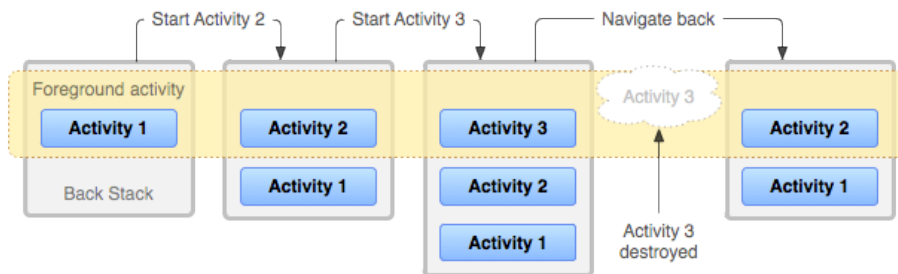 Start Activity 2
Start Activity 3
Navigate back
Foreground activity
Activity 1
Back Stack
Activity 2
Activity 1
Activity 3
Activity 2
Activity 1
Activity 3
Activity 3
destroyed
Activity 2
Activity 1